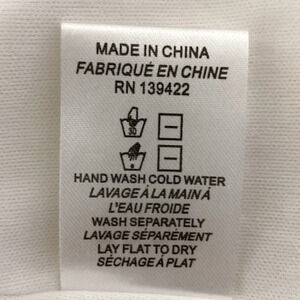 MADE IN CHINA
FABRIQUÉ EN CHINE
RN 139422
30
HAND WASH COLD WATER
LAVAGE À LA MAIN À
L'EAU FROIDE
WASH SEPARATELY
LAVAGE SÉPARÉMENT
LAY FLAT TO DRY
SÉCHAGE À PLAT